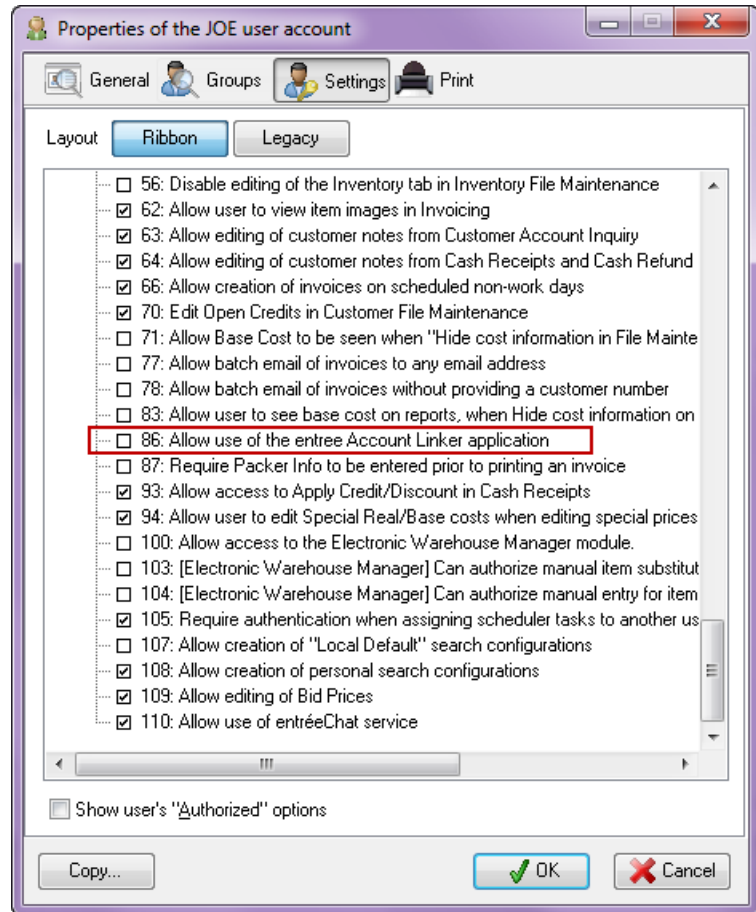 Properties of the JOE user account
General Groups Settings Print
Layout Ribbon Legacy
56: Disable editing of the Inventory tab in Inventory File Maintenance
62: Allow user to view item images in Invoicing
63: Allow editing of customer notes from Customer Account Inquiry
64: Allow editing of customer notes from Cash Receipts and Cash Refund
66: Allow creation of invoices on scheduled non-work days
70: Edit Open Credits in Customer File Maintenance
71: Allow Base Cost to be seen when "Hide cost information in File Mainte
77: Allow batch email of invoices to any email address
78: Allow batch email of invoices without providing a customer number
83: Allow user to see base cost on reports, when Hide cost information on
86: Allow use of the entree Account Linker application
87: Require Packer Info to be entered prior to printing an invoice
93: Allow access to Apply Credit/Discount in Cash Receipts
94: Allow user to edit Special Real/Base costs when editing special prices
100: Allow access to the Electronic Warehouse Manager module.
103: [Electronic Warehouse Manager] Can authorize manual item substitut
104: [Electronic Warehouse Manager] Can authorize manual entry for item
105: Require authentication when assigning scheduler tasks to another us
107: Allow creation of "Local Default" search configurations
108: Allow creation of personal search configurations
109: Allow editing of Bid Prices
110: Allow use of entréeChat service
Show user's "Authorized" options
Copy... OK Cancel